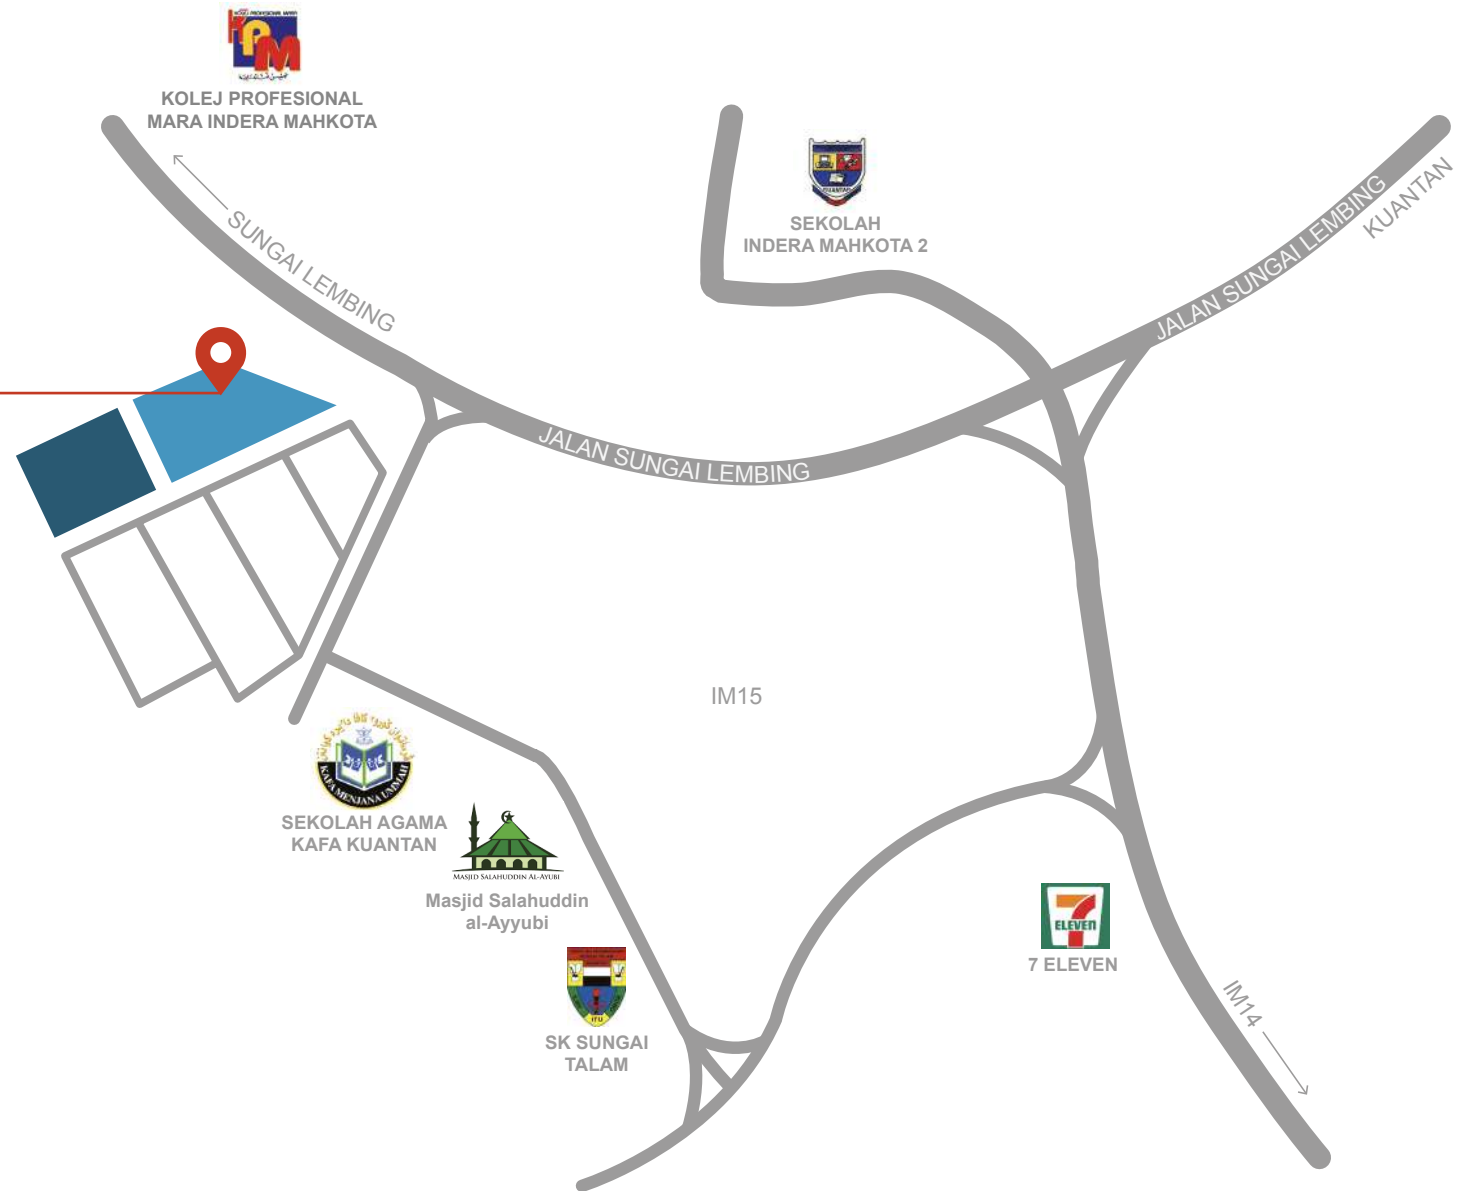 KOLEJ PROFESIONAL
MARA INDERA MAHKOTA
SEKOLAH
INDERA MAHKOTA 2
KUANTAN
JALAN SUNGAI LEMBING
SUNGAI LEMBING
JALAN SUNGAI LEMBING
IM15
KAFA MENJANA UMMAH
SEKOLAH AGAMA
KAFA KUANTAN
MASJID SALAHUDDIN AL-AYUBI
Masjid Salahuddin
al-Ayyubi
7
ELEVEN
7 ELEVEN
ITU
SK SUNGAI
TALAM
IM14